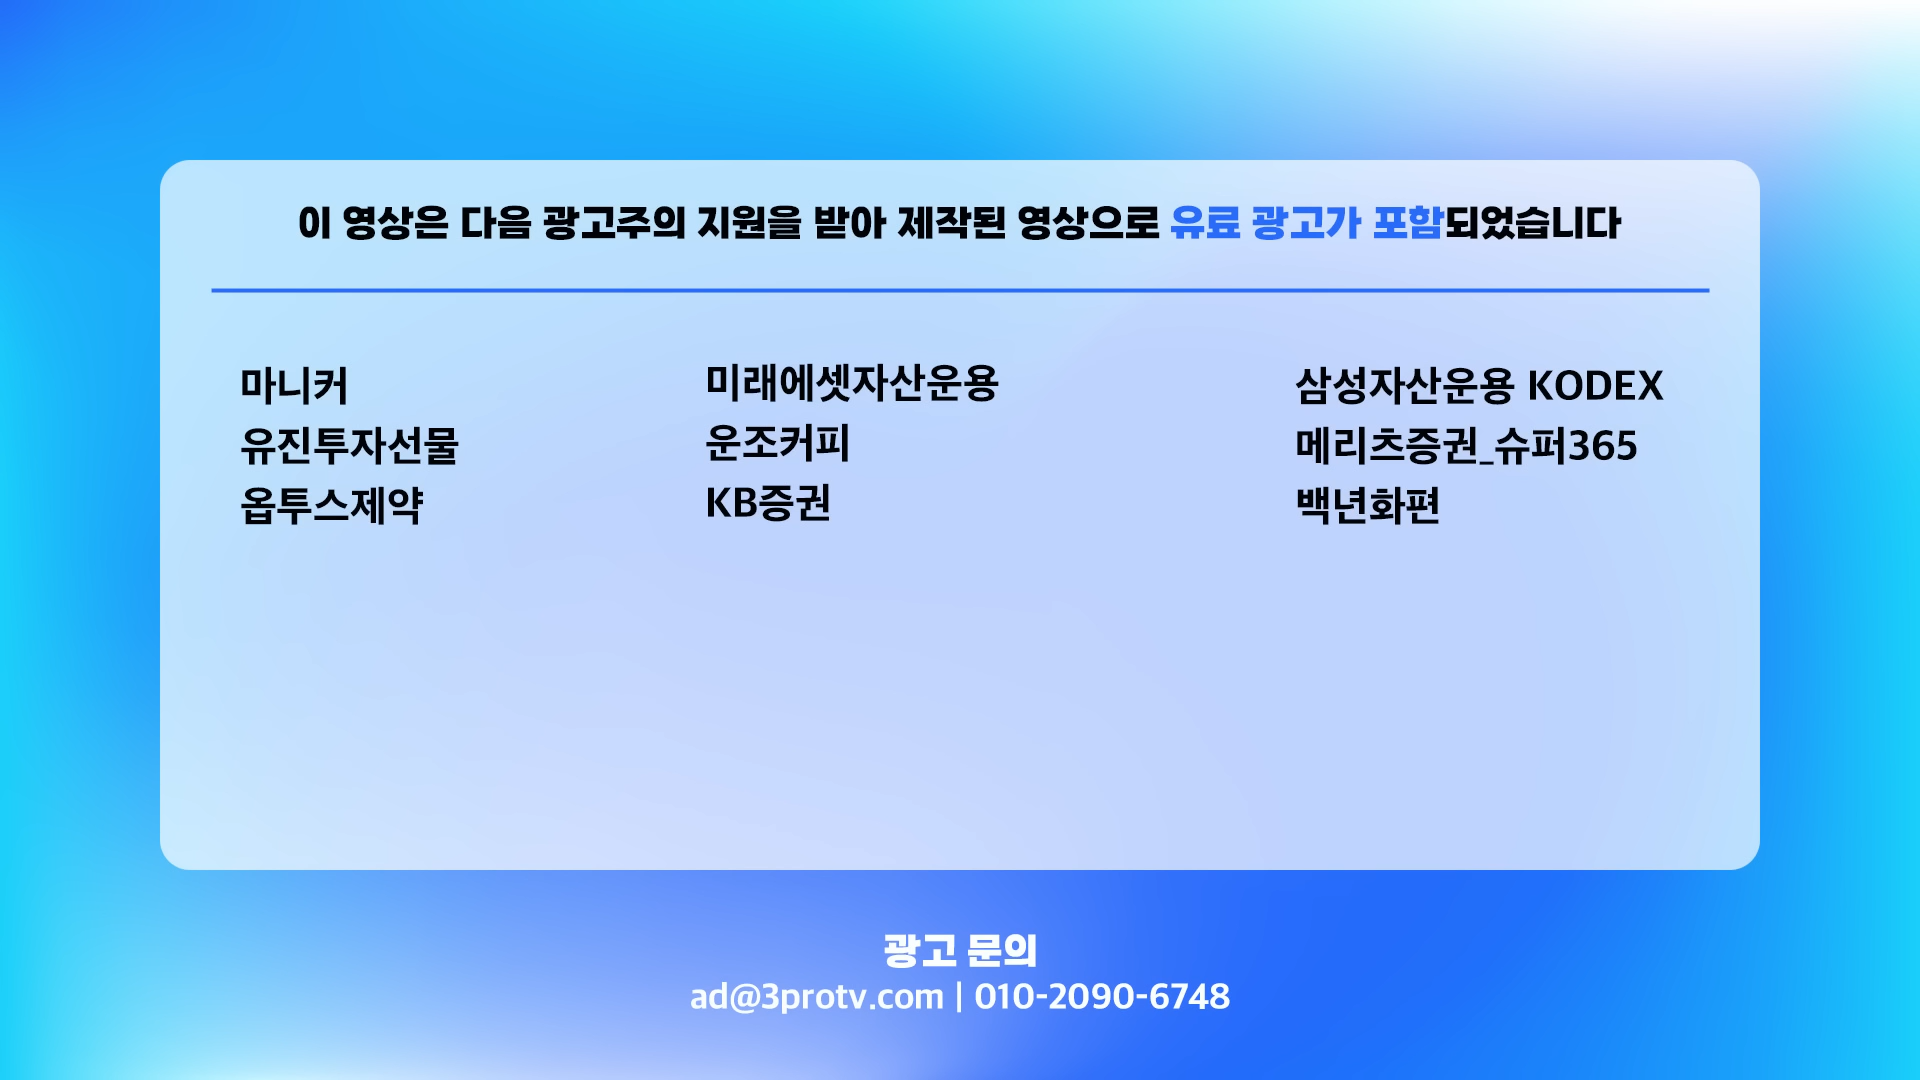 이 영상은 다음 광고주의 지원을 받아 제작된 영상으로 유료 광고가 포함되었습니다
마니커
유진투자선물
옵투스제약
미래에셋자산운용
운조커피
KB증권
삼성자산운용 KODEX
메리츠증권_슈퍼365
백년화편
광고 문의
ad@3protv.com | 010-2090-6748